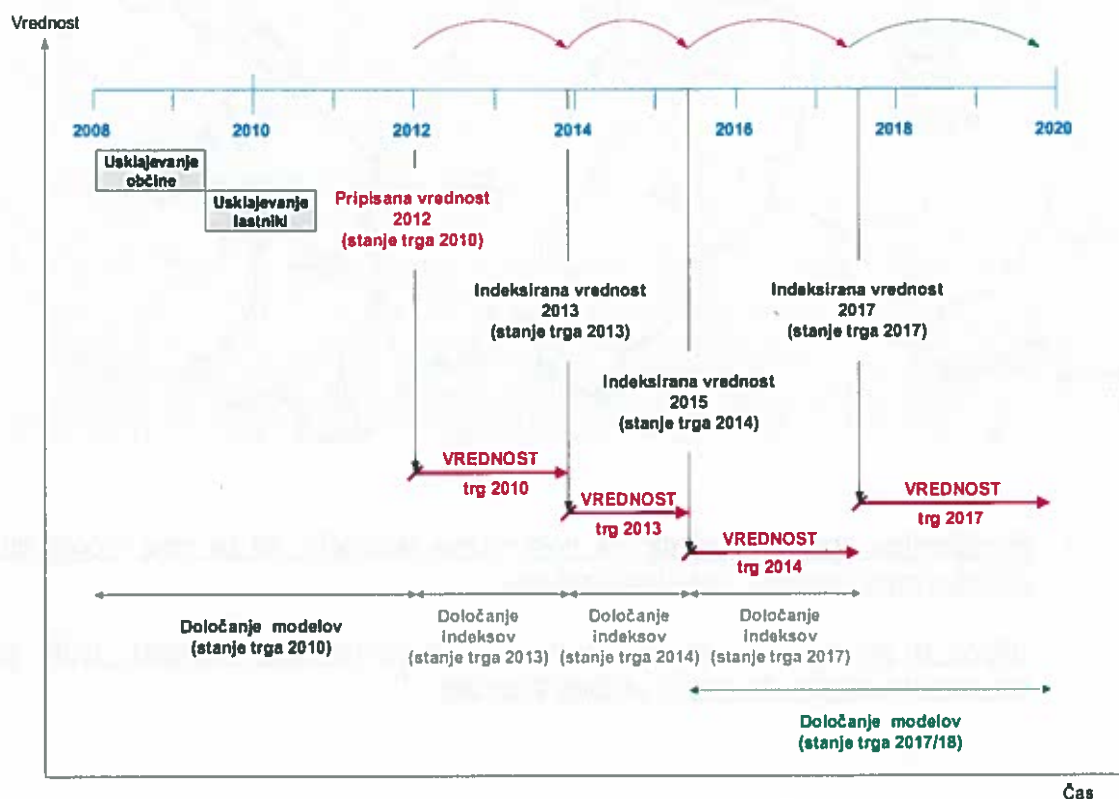 Vrednost
2008
2010
2012
2014
2016
2018
2020
Usklajevanje
občine
Usklajevanje
lastniki
Pripisana vrednost
2012
(stanje trga 2010)
Indeksirana vrednost
2013
(stanje trga 2013)
Indeksirana vrednost
2017
(stanje trga 2017)
Indeksirana vrednost
2015
(stanje trga 2014)
VREDNOST
trg 2010
VREDNOST
trg 2013
VREDNOST
trg 2014
VREDNOST
trg 2017
Določanje modelov
(stanje trga 2010)
Določanje
indeksov
(stanje trga 2013)
Določanje
indeksov
(stanje trga 2014)
Določanje
indeksov
(stanje trga 2017)
Določanje modelov
(stanje trga 2017/18)
Čas